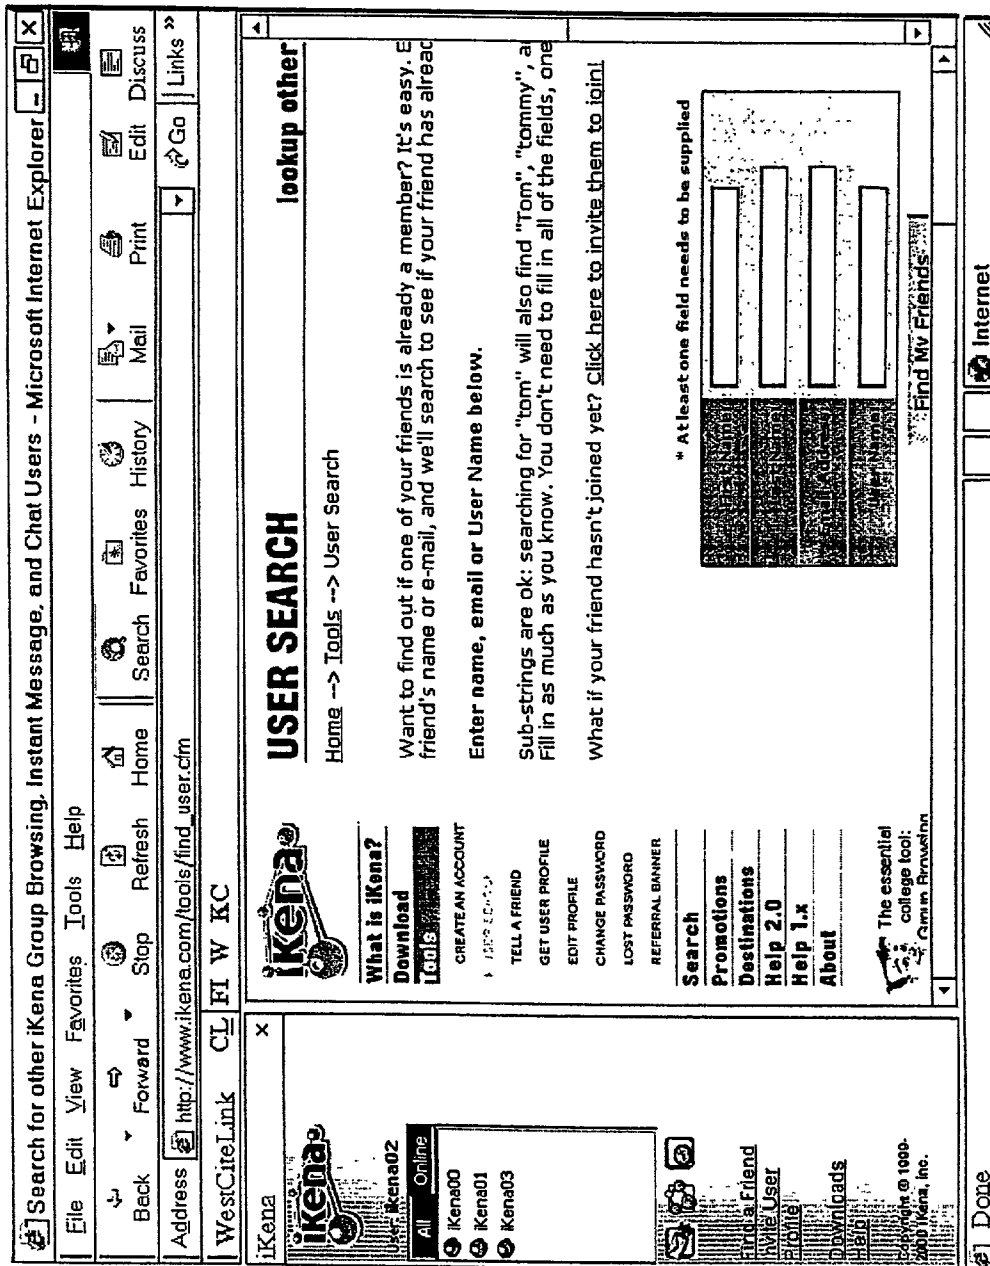 Search for other iKena Group Browsing, Instant Message, and Chat Users - Microsoft Internet Explorer
File Edit View Favorites Tools Help
Back Forward Stop Refresh Home Search Favorites History Mail Print Edit Discuss
Address http://www.ikena.com/tools/find_user.cfm Go Links »
WestCiteLink CL FI W KC
iKena ×
iKena
User: ikena02
All Online
iKena00
iKena01
iKena03
Find a Friend
Invite User
Profile
Downloads
Help
Copyright © 1999-
2000 iKena, Inc.
iKena
What is iKena?
Download
Tools
CREATE AN ACCOUNT
TELL A FRIEND
GET USER PROFILE
EDIT PROFILE
CHANGE PASSWORD
LOST PASSWORD
REFERRAL BANNER
Search
Promotions
Destinations
Help 2.0
Help 1.x
About
The essential
college tool:
Group Browsing
USER SEARCH lookup other
Home --> Tools --> User Search
Want to find out if one of your friends is already a member? It's easy. E
friend's name or e-mail, and we'll search to see if your friend has alread
Enter name, email or User Name below.
Sub-strings are ok: searching for "tom" will also find "Tom", "tommy", a
Fill in as much as you know. You don't need to fill in all of the fields, one
What if your friend hasn't joined yet? Click here to invite them to join!
* At least one field needs to be supplied
Email Address
User Name
Find My Friends
Done Internet